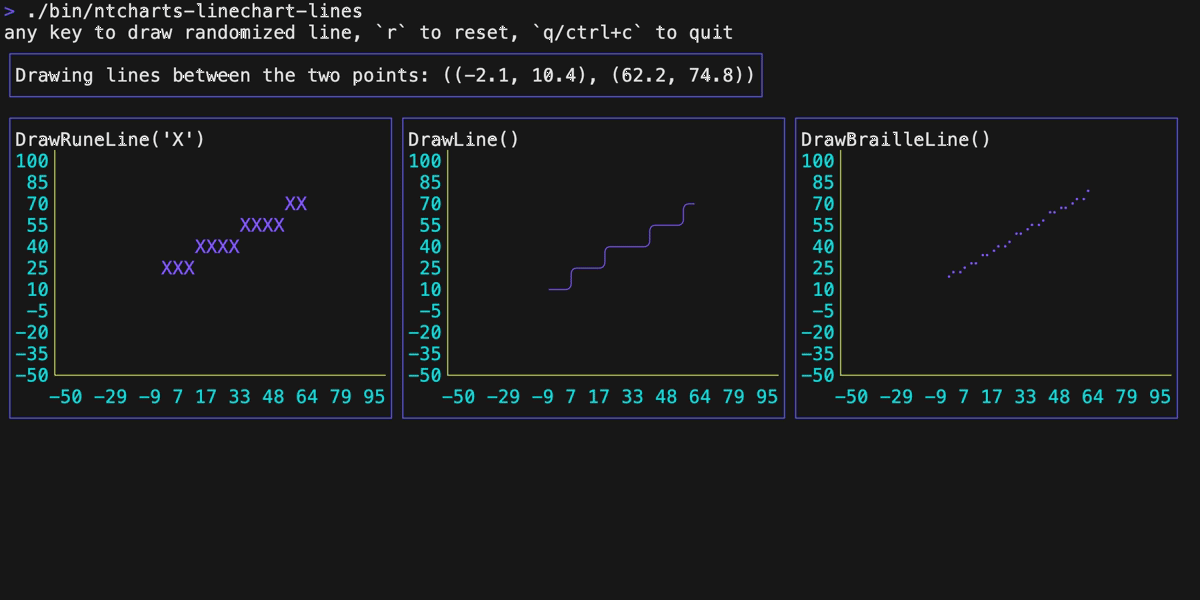 > ./bin/ntcharts-linechart-lines
any key to draw randomized line, `r` to reset, `q/ctrl+c` to quit
Drawing lines between the two points: ((-2.1, 10.4), (62.2, 74.8))
DrawRuneLine('X')
100
85
70 XX
55 XXXX
40 XXXX
25 XXX
10
-5
-20
-35
-50
-50 -29 -9 7 17 33 48 64 79 95
DrawLine()
100
85
70
55
40
25
10
-5
-20
-35
-50
-50 -29 -9 7 17 33 48 64 79 95
DrawBrailleLine()
100
85
70
55
40
25
10
-5
-20
-35
-50
-50 -29 -9 7 17 33 48 64 79 95